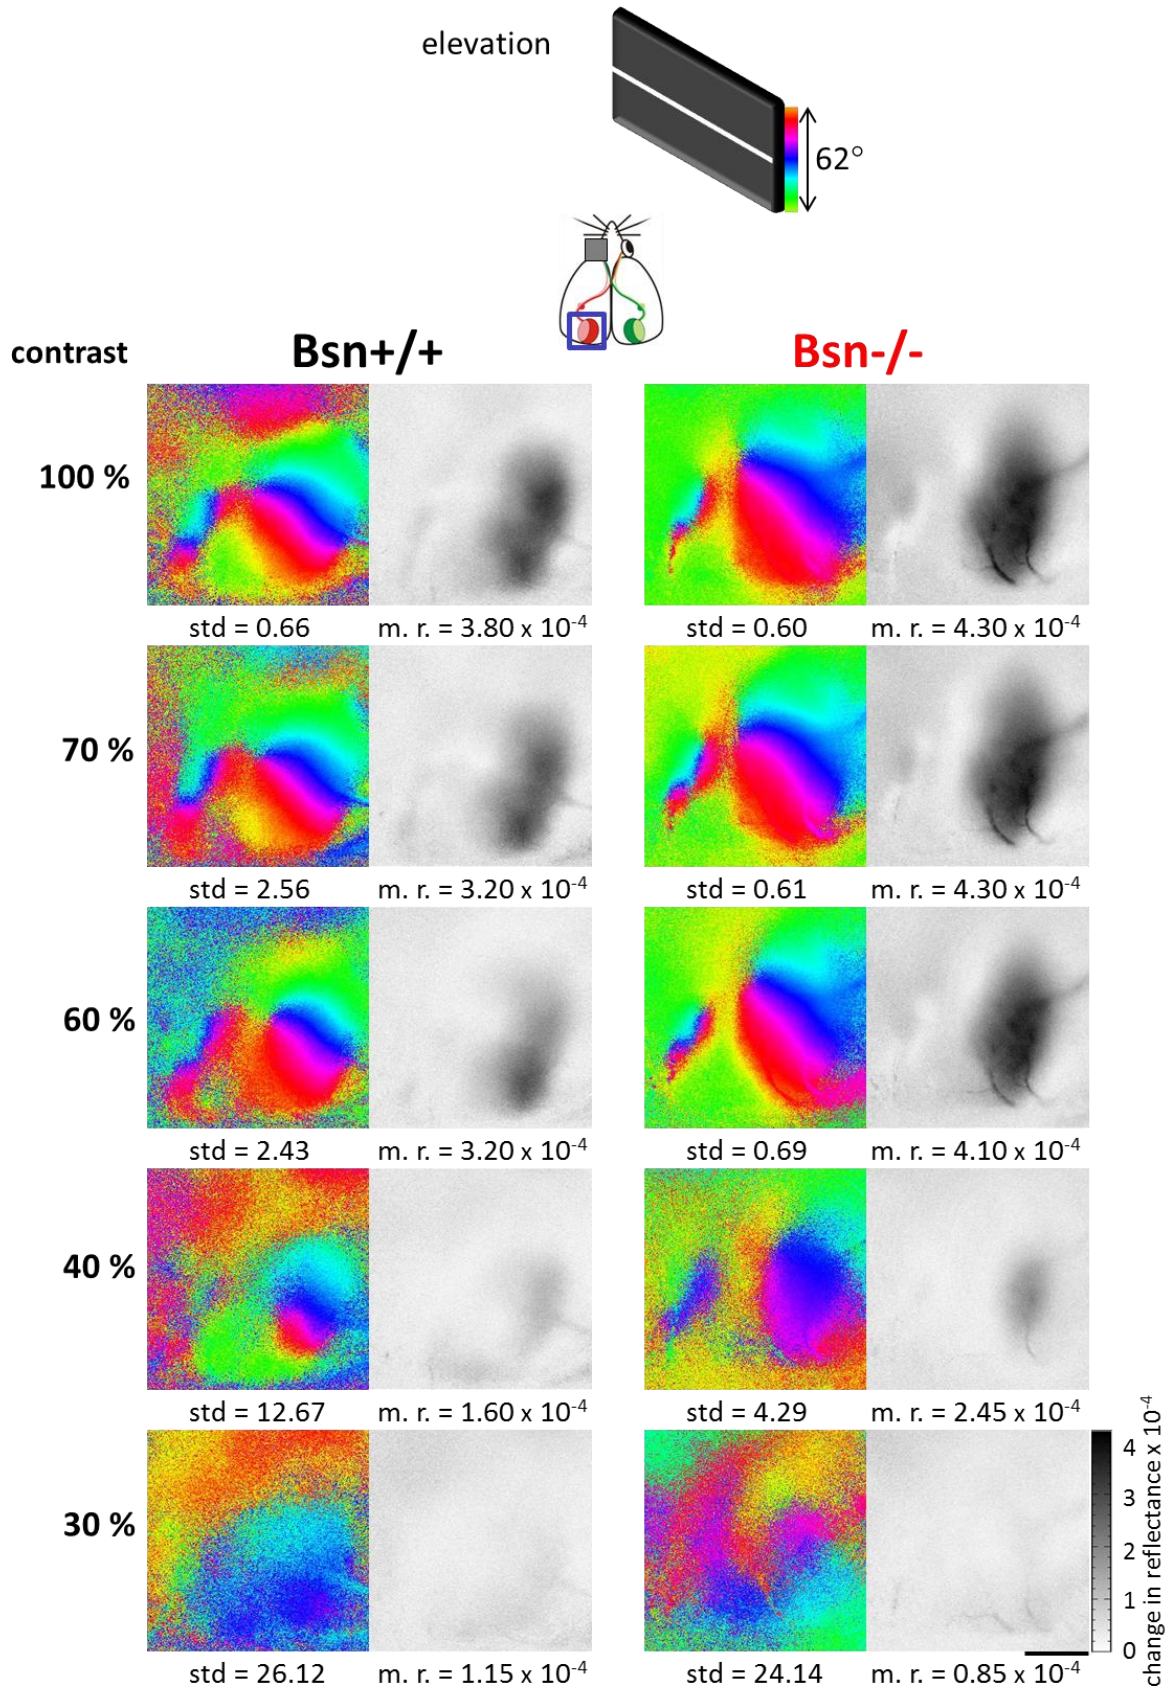 elevation
62°
contrast
Bsn+/+
Bsn-/-
100 %
std = 0.66 m. r. = 3.80 x 10⁻⁴ std = 0.60 m. r. = 4.30 x 10⁻⁴
70 %
std = 2.56 m. r. = 3.20 x 10⁻⁴ std = 0.61 m. r. = 4.30 x 10⁻⁴
60 %
std = 2.43 m. r. = 3.20 x 10⁻⁴ std = 0.69 m. r. = 4.10 x 10⁻⁴
40 %
std = 12.67 m. r. = 1.60 x 10⁻⁴ std = 4.29 m. r. = 2.45 x 10⁻⁴
30 %
4
3
2
1
0
change in reflectance x 10⁻⁴
std = 26.12 m. r. = 1.15 x 10⁻⁴ std = 24.14 m. r. = 0.85 x 10⁻⁴